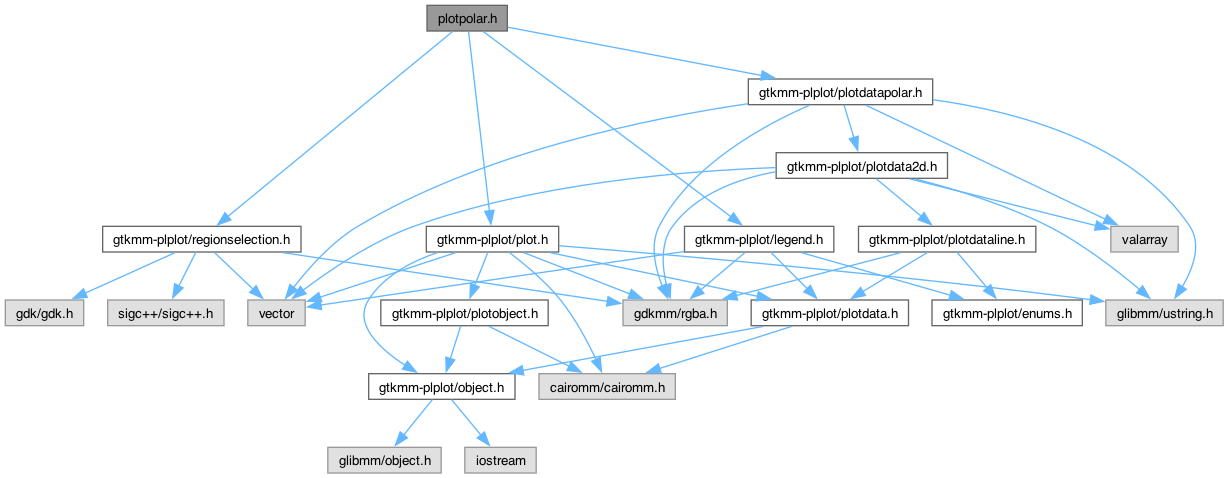 plotpolar.h
gtkmm-plplot/plotdatapolar.h
gtkmm-plplot/plotdata2d.h
gtkmm-plplot/regionselection.h
gtkmm-plplot/plot.h
gtkmm-plplot/legend.h
gtkmm-plplot/plotdataline.h
valarray
gdk/gdk.h
sigc++/sigc++.h
vector
gtkmm-plplot/plotobject.h
gdkmm/rgba.h
gtkmm-plplot/plotdata.h
gtkmm-plplot/enums.h
glibmm/ustring.h
gtkmm-plplot/object.h
cairomm/cairomm.h
glibmm/object.h
iostream